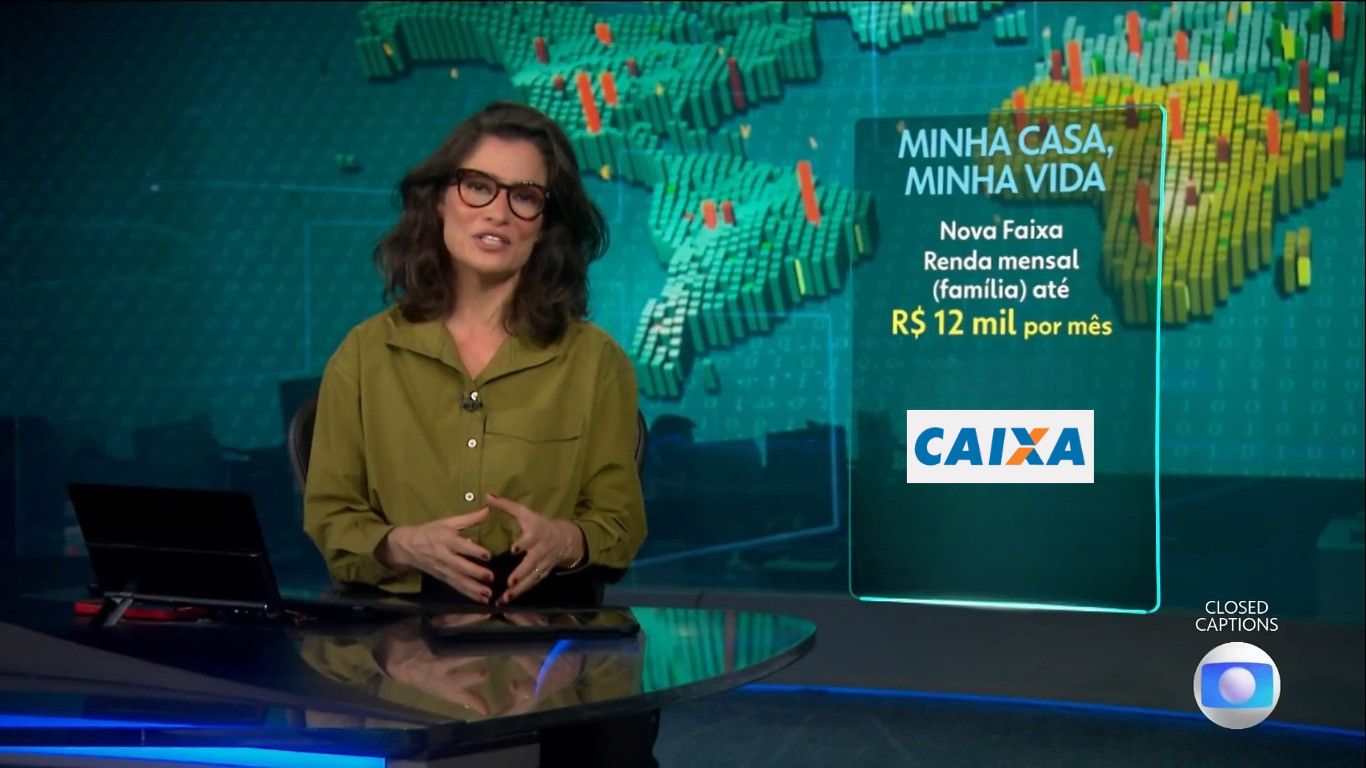 MINHA CASA,
MINHA VIDA
Nova Faixa
Renda mensal
(família) até
R$ 12 mil por mês
CAIXA
CLOSED
CAPTIONS